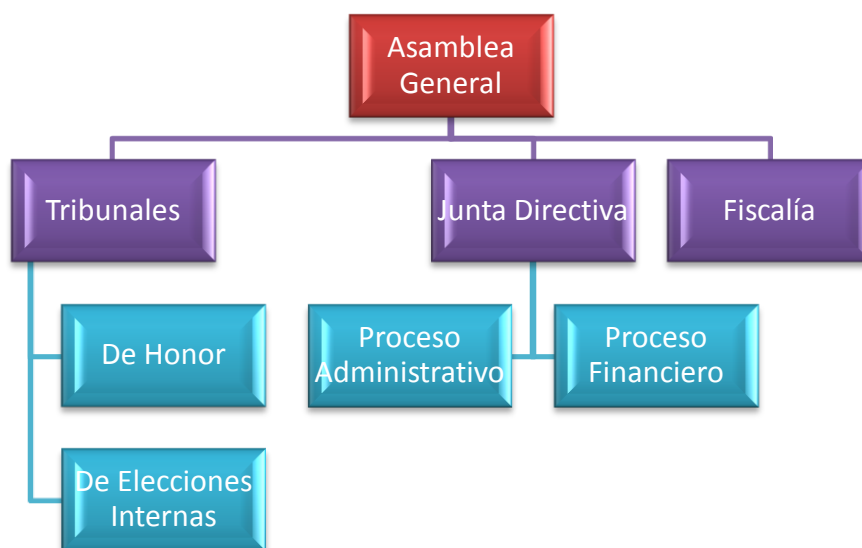 Asamblea
General
Tribunales
Junta Directiva
Fiscalía
De Honor
Proceso
Administrativo
Proceso
Financiero
De Elecciones
Internas